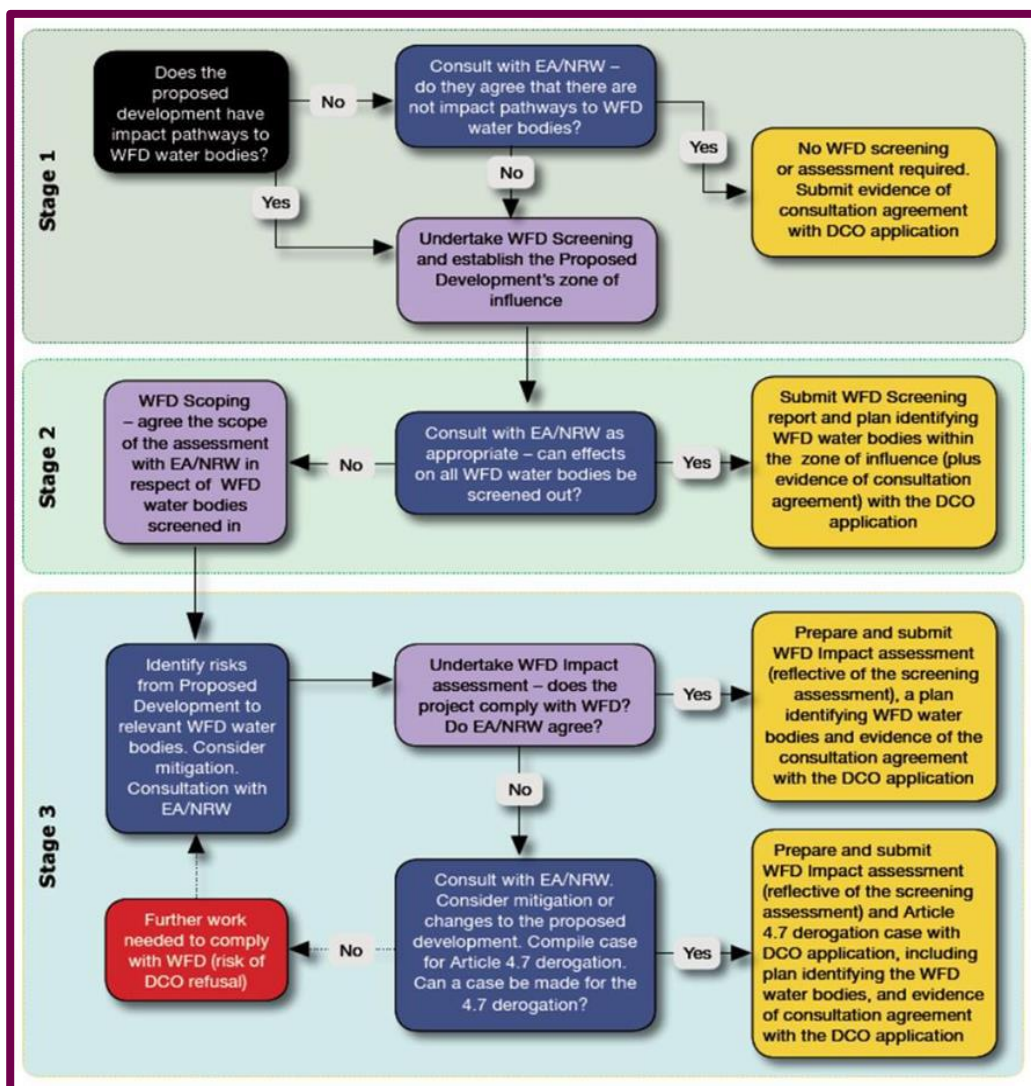 Stage 1
Does the
proposed
development have
impact pathways to
WFD water bodies?
No
Consult with EA/NRW –
do they agree that there are
not impact pathways to WFD
water bodies?
Yes
No WFD screening
or assessment required.
Submit evidence of
consultation agreement
with DCO application
Yes
No
Undertake WFD Screening
and establish the Proposed
Development's zone of
influence
Stage 2
WFD Scoping
– agree the scope
of the assessment
with EA/NRW in
respect of WFD
water bodies
screened in
No
Consult with EA/NRW as
appropriate – can effects
on all WFD water bodies be
screened out?
Yes
Submit WFD Screening
report and plan identifying
WFD water bodies within
the zone of influence (plus
evidence of consultation
agreement) with the DCO
application
Stage 3
Identify risks
from Proposed
Development to
relevant WFD water
bodies. Consider
mitigation.
Consultation with
EA/NRW
Undertake WFD Impact
assessment – does the
project comply with WFD?
Do EA/NRW agree?
Yes
Prepare and submit
WFD Impact assessment
(reflective of the screening
assessment), a plan
identifying WFD water
bodies and evidence of the
consultation agreement
with the DCO application
No
Further work
needed to comply
with WFD (risk of
DCO refusal)
No
Consult with EA/NRW.
Consider mitigation or
changes to the proposed
development. Compile case
for Article 4.7 derogation.
Can a case be made for the
4.7 derogation?
Yes
Prepare and submit
WFD Impact assessment
(reflective of the screening
assessment) and Article
4.7 derogation case with
DCO application, including
plan identifying the WFD
water bodies, and evidence
of consultation agreement
with the DCO application